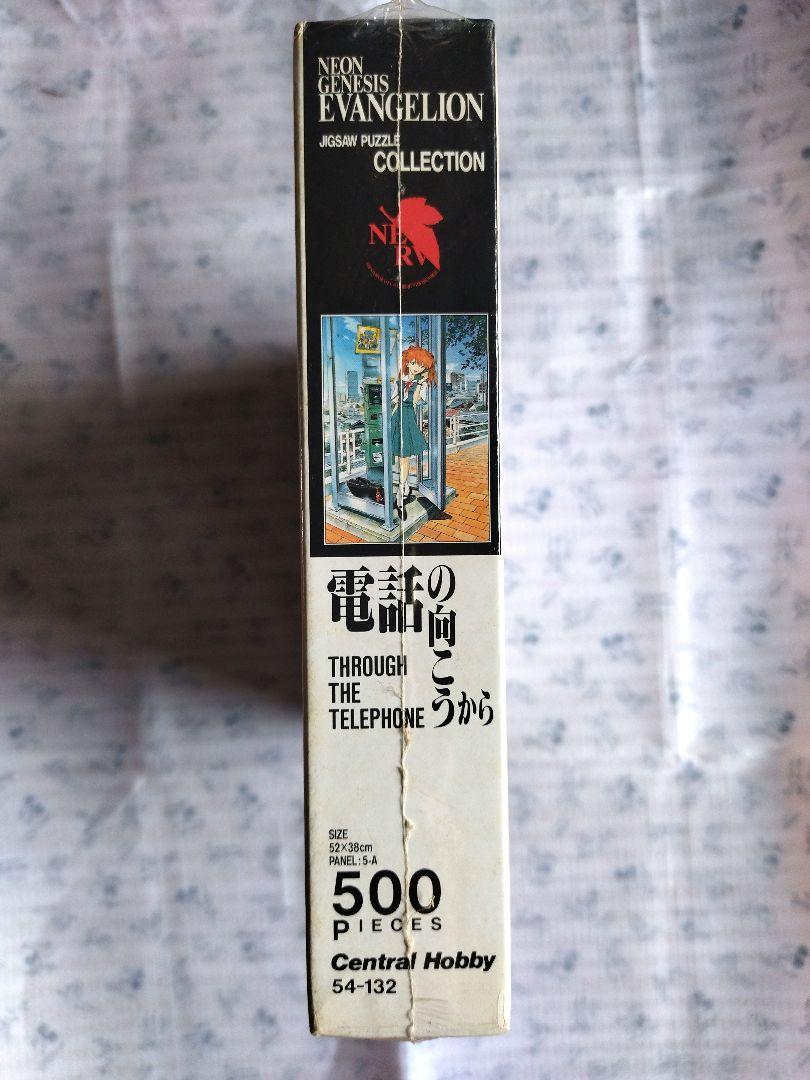 NEON
GENESIS
EVANGELION
JIGSAW PUZZLE
COLLECTION
NERV
電話の向こうから
THROUGH
THE
TELEPHONE
SIZE
52×38cm
PANEL:5-A
500
PIECES
Central Hobby
54-132